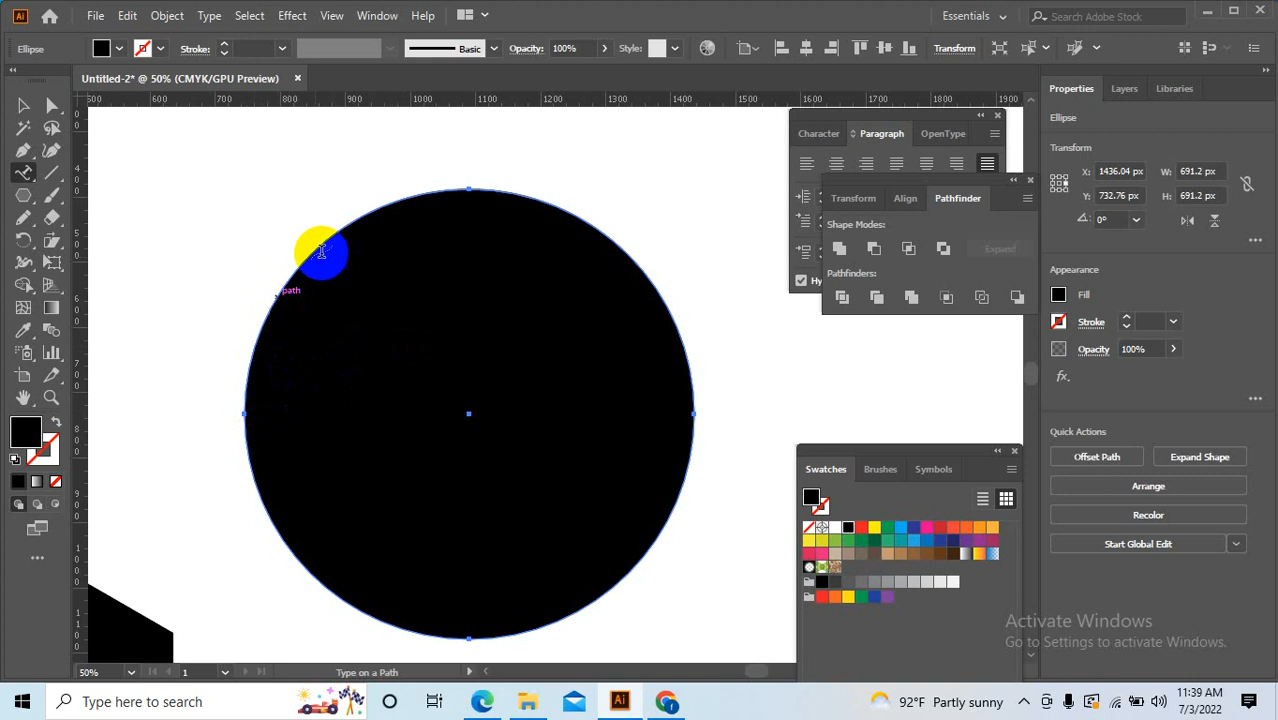 Ai File Edit Object Type Select Effect View Window Help Essentials Search Adobe Stock
Ellipse Stroke: Basic Opacity: 100% Style: Transform
Untitled-2* @ 50% (CMYK/GPU Preview)
500 600 700 800 900 1000 1100 1200 1300 1400 1500 1600 1700 1800 1900
Properties Layers Libraries
Ellipse
Transform
X: 1436.04 px W: 691.2 px
Y: 732.76 px H: 691.2 px
0°
Character Paragraph OpenType
Transform Align Pathfinder
Shape Modes:
Expand
Pathfinders:
Hy
Appearance
Fill
Stroke
Opacity 100%
fx.
path
Quick Actions
Offset Path Expand Shape
Arrange
Recolor
Start Global Edit
Swatches Brushes Symbols
Activate Windows
Go to Settings to activate Windows.
50% 1 Type on a Path
Type here to search
Ai
92°F Partly sunny
11:39 AM
7/3/2022